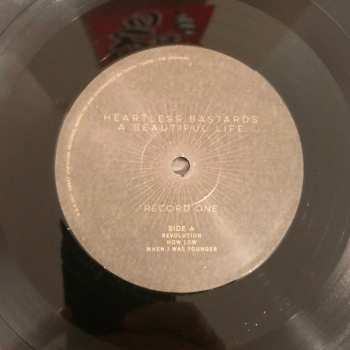 HEARTLESS BASTARDS
A BEAUTIFUL LIFE
RECORD ONE
SIDE A
REVOLUTION
HOW LOW
WHEN I WAS YOUNGER